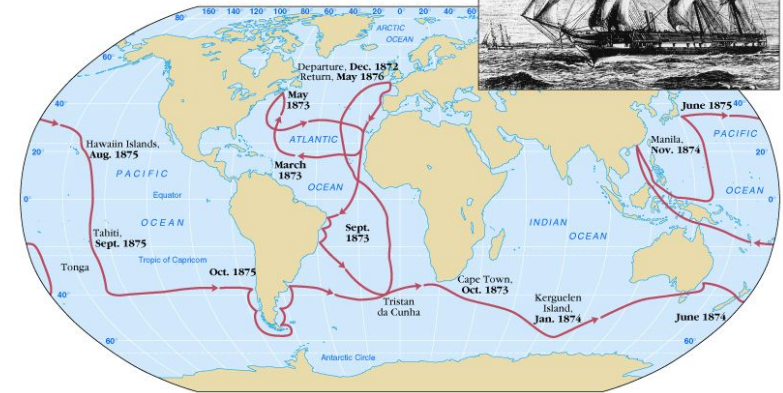 160° 140° 120° 100° 80° 60° 40° 20° 0° 20° 40° 60°
80°
ARCTIC
OCEAN
Departure, Dec. 1872
Return, May 1876
May
1873
June 1875
40°
40°
PACIFIC
ATLANTIC
Manila,
Nov. 1874
Hawaiin Islands,
Aug. 1875
20°
20°
March
1873
PACIFIC
OCEAN
OCEAN
Equator
0°
0°
OCEAN
Sept.
1873
INDIAN
OCEAN
Tahiti,
Sept. 1875
Tropic of Capricorn
Tonga
Oct. 1875
Cape Town,
Oct. 1873
40°
Tristan
da Cunha
Kerguelen
Island,
Jan. 1874
June 1874
60°
60°
Antarctic Circle